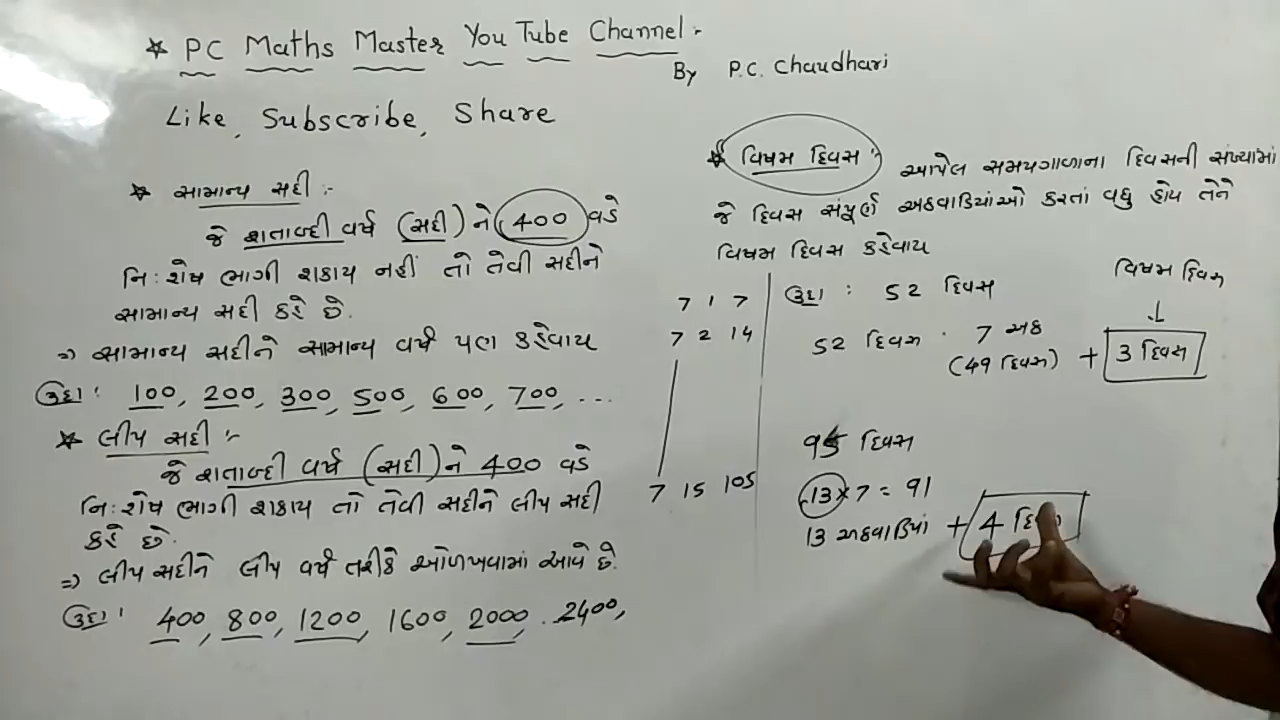 ★ PC Maths Master YouTube Channel :-
By P.C. Chaudhari
Like, Subscribe, Share
★ સામાન્ય સદી :-
જે શતાબ્દી વર્ષ (સદી) ને 400 વડે
નિ:શેષ ભાગી શકાય નહીં તો તેવી સદીને
સામાન્ય સદી કહે છે.
⇒ સામાન્ય સદીને સામાન્ય વર્ષ પણ કહેવાય
ઉદા: 100, 200, 300, 500, 600, 700, ...
★ લીપ સદી :-
જે શતાબ્દી વર્ષ (સદી) ને 400 વડે
નિ:શેષ ભાગી શકાય તો તેવી સદીને લીપ સદી
કહે છે.
⇒ લીપ સદીને લીપ વર્ષ તરીકે ઓળખવામાં આવે છે.
ઉદા: 400, 800, 1200, 1600, 2000, 2400,
7 1 7
7 2 14
7 15 105
★ વિષમ દિવસ : આપેલ સમયગાળાના દિવસની સંખ્યામાં
જે દિવસ સંપૂર્ણ અઠવાડિયાંઓ કરતાં વધુ હોય તેને
વિષમ દિવસ કહેવાય
ઉદા : 52 દિવસ
વિષમ દિવસ
↓
52 દિવસ . 7 અઠ
(49 દિવસ) + 3 દિવસ
95 દિવસ
13 × 7 = 91
13 અઠવાડિયાં + 4